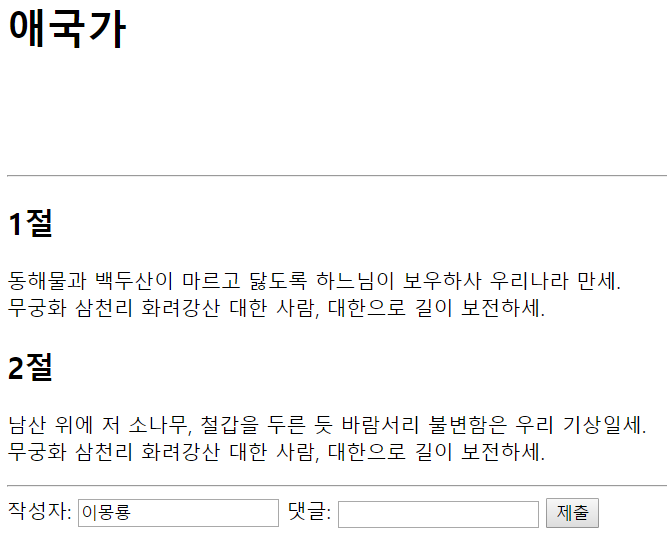 애국가
1절
동해물과 백두산이 마르고 닳도록 하느님이 보우하사 우리나라 만세.
무궁화 삼천리 화려강산 대한 사람, 대한으로 길이 보전하세.
2절
남산 위에 저 소나무, 철갑을 두른 듯 바람서리 불변함은 우리 기상일세.
무궁화 삼천리 화려강산 대한 사람, 대한으로 길이 보전하세.
작성자: 이몽룡 댓글: 제출